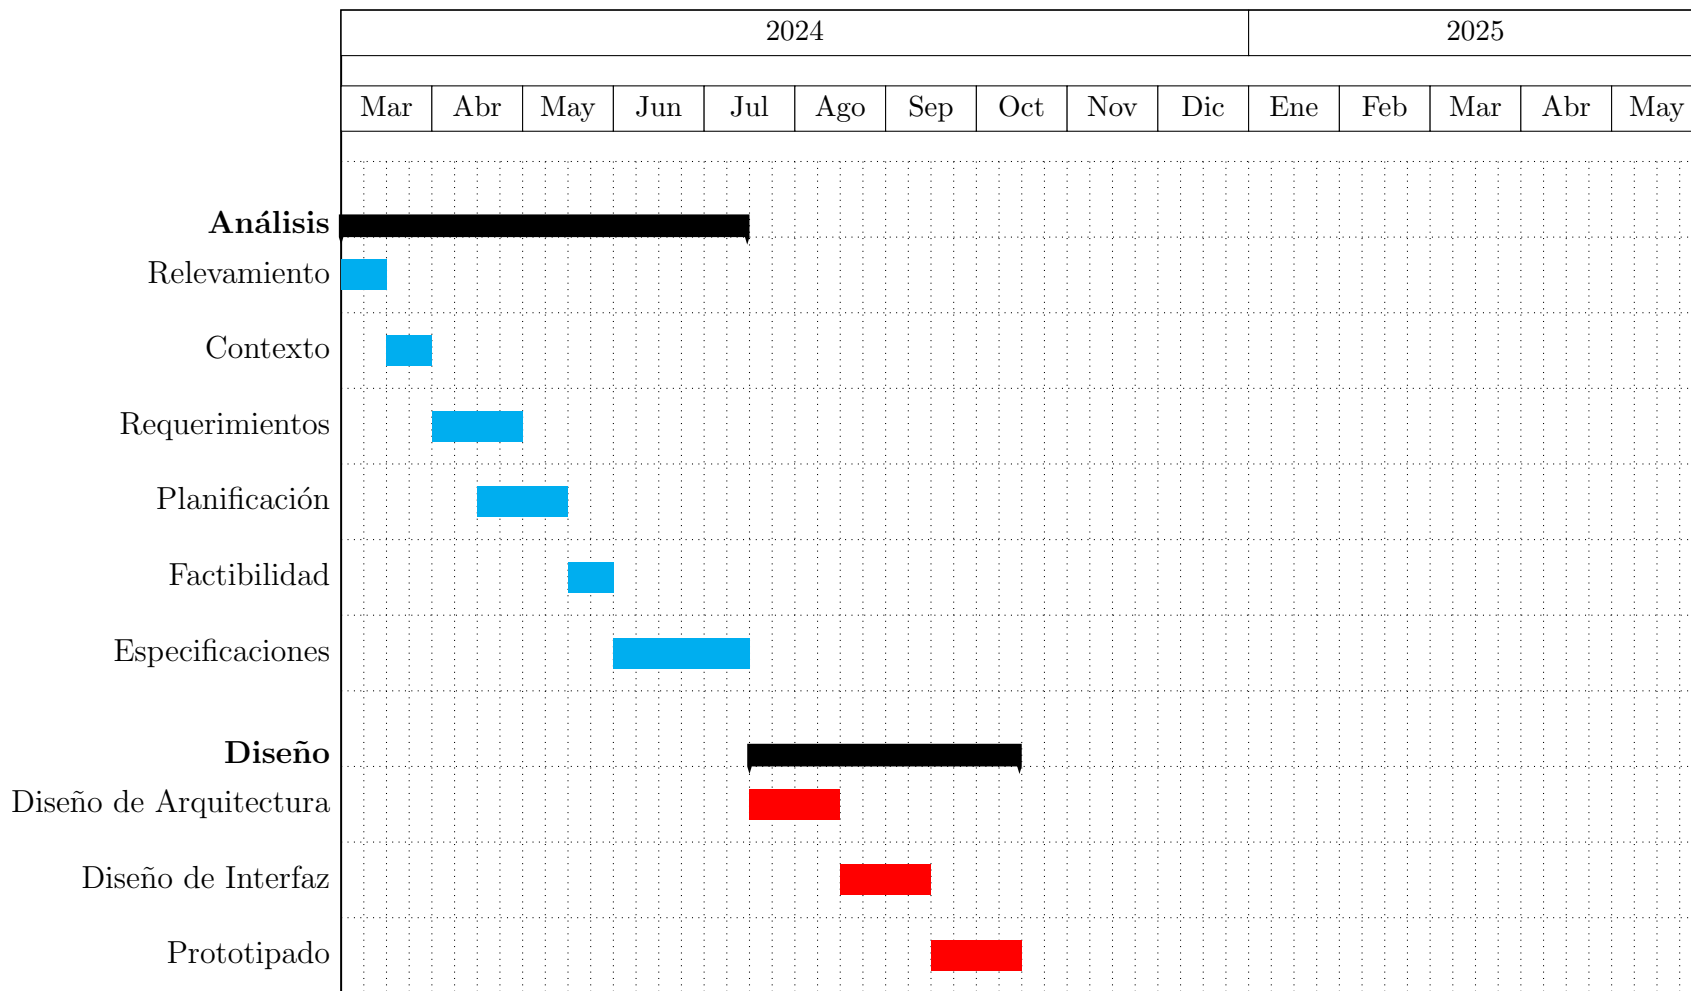 2024 2025
Mar Abr May Jun Jul Ago Sep Oct Nov Dic Ene Feb Mar Abr May
Análisis
Relevamiento
Contexto
Requerimientos
Planificación
Factibilidad
Especificaciones
Diseño
Diseño de Arquitectura
Diseño de Interfaz
Prototipado